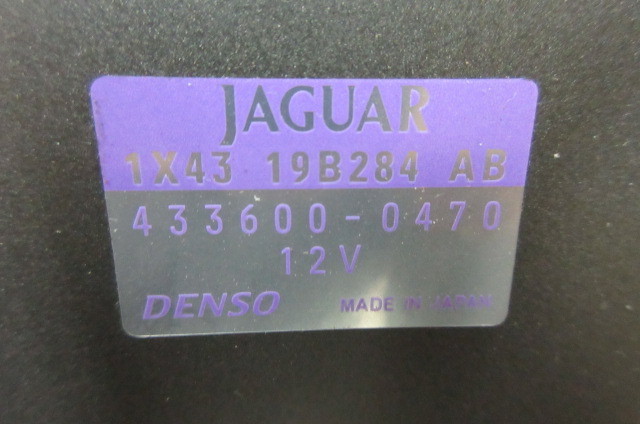 JAGUAR
1X43 19B284 AB
433600-0470
12V
DENSO MADE IN JAPAN